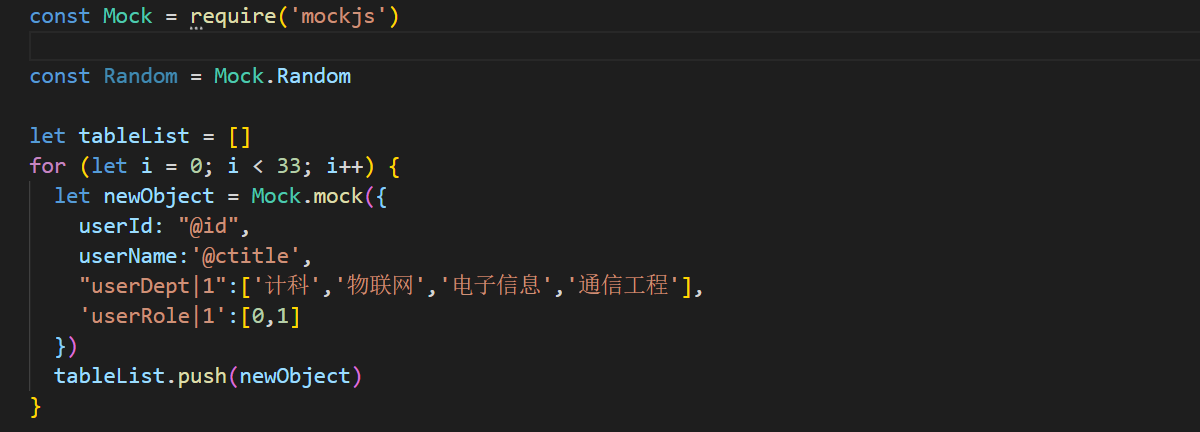 const Mock = require('mockjs')
const Random = Mock.Random
let tableList = []
for (let i = 0; i < 33; i++) {
let newObject = Mock.mock({
userId: "@id",
userName:'@ctitle',
"userDept|1":['计科','物联网','电子信息','通信工程'],
'userRole|1':[0,1]
})
tableList.push(newObject)
}